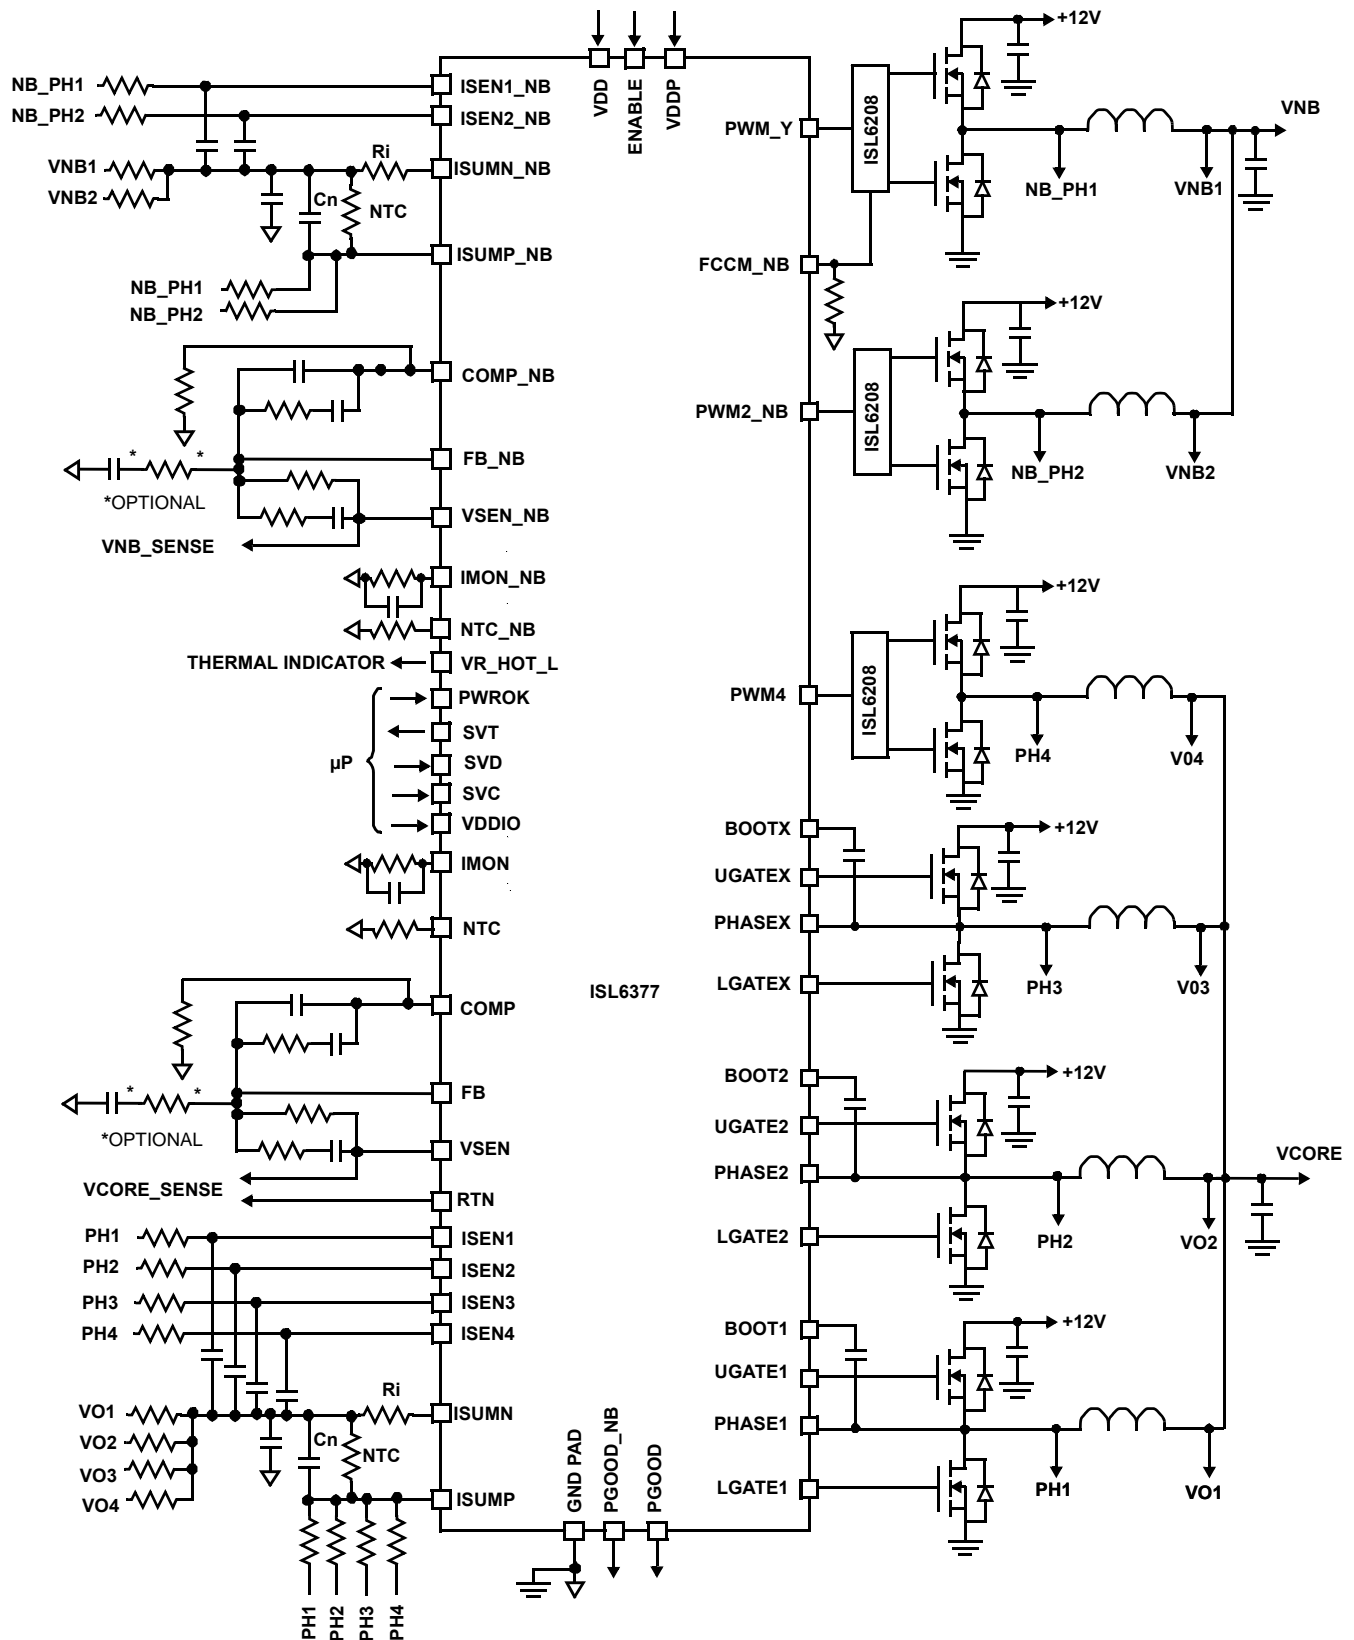 +12V
NB_PH1
NB_PH2
VNB1
VNB2
Ri
Cn
NTC
NB_PH1
NB_PH2
ISEN1_NB
ISEN2_NB
ISUMN_NB
ISUMP_NB
VDD
ENABLE
VDDP
COMP_NB
FB_NB
* *
*OPTIONAL
VSEN_NB
VNB_SENSE
IMON_NB
NTC_NB
THERMAL INDICATOR
VR_HOT_L
µP
PWROK
SVT
SVD
SVC
VDDIO
IMON
NTC
ISL6377
COMP
FB
* *
*OPTIONAL
VSEN
VCORE_SENSE
RTN
PH1
PH2
PH3
PH4
ISEN1
ISEN2
ISEN3
ISEN4
VO1
VO2
VO3
VO4
Ri
Cn
NTC
ISUMN
ISUMP
PH1
PH2
PH3
PH4
GND PAD
PGOOD_NB
PGOOD
PWM_Y
ISL6208
NB_PH1
VNB1
VNB
FCCM_NB
+12V
PWM2_NB
ISL6208
NB_PH2
VNB2
+12V
PWM4
ISL6208
PH4
V04
BOOTX
+12V
UGATEX
PHASEX
LGATEX
PH3
V03
BOOT2
+12V
UGATE2
PHASE2
LGATE2
PH2
VO2
VCORE
BOOT1
+12V
UGATE1
PHASE1
LGATE1
PH1
VO1